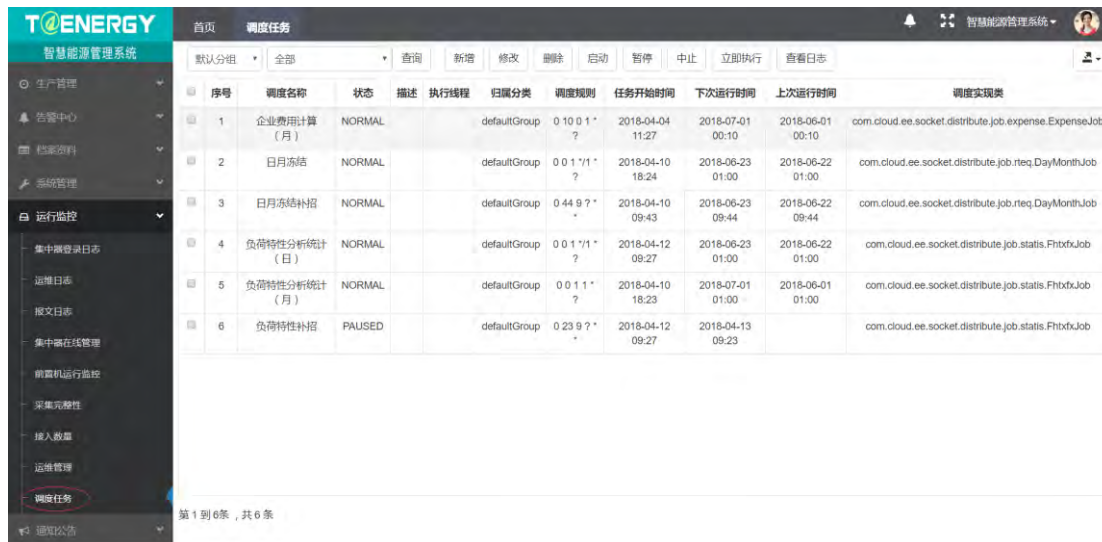 T@ENERGY
智慧能源管理系统
首页 调度任务
智慧能源管理系统
默认分组 全部 查询 新增 修改 删除 启动 暂停 中止 立即执行 查看日志
生产管理
告警中心
档案资料
系统管理
运行监控
集中器登录日志
运维日志
报文日志
集中器在线管理
前置机运行监控
采集完整性
接入数量
运维管理
调度任务
通知公告
序号 调度名称 状态 描述 执行线程 归属分类 调度规则 任务开始时间 下次运行时间 上次运行时间 调度实现类
1 企业费用计算（月） NORMAL defaultGroup 0 10 0 1 * ? 2018-04-04 11:27 2018-07-01 00:10 2018-06-01 00:10 com.cloud.ee.socket.distribute.job.expense.ExpenseJob
2 日月冻结 NORMAL defaultGroup 0 0 1 */1 * ? 2018-04-10 18:24 2018-06-23 01:00 2018-06-22 01:00 com.cloud.ee.socket.distribute.job.rteq.DayMonthJob
3 日月冻结补招 NORMAL defaultGroup 0 44 9 ? * * 2018-04-10 09:43 2018-06-23 09:44 2018-06-22 09:44 com.cloud.ee.socket.distribute.job.rteq.DayMonthJob
4 负荷特性分析统计（日） NORMAL defaultGroup 0 0 1 */1 * ? 2018-04-12 09:27 2018-06-23 01:00 2018-06-22 01:00 com.cloud.ee.socket.distribute.job.statis.FhtxfxJob
5 负荷特性分析统计（月） NORMAL defaultGroup 0 0 1 1 * ? 2018-04-10 18:23 2018-07-01 01:00 2018-06-01 01:00 com.cloud.ee.socket.distribute.job.statis.FhtxfxJob
6 负荷特性补招 PAUSED defaultGroup 0 23 9 ? * * 2018-04-12 09:27 2018-04-13 09:23 com.cloud.ee.socket.distribute.job.statis.FhtxfxJob
第 1 到6条 ，共 6 条